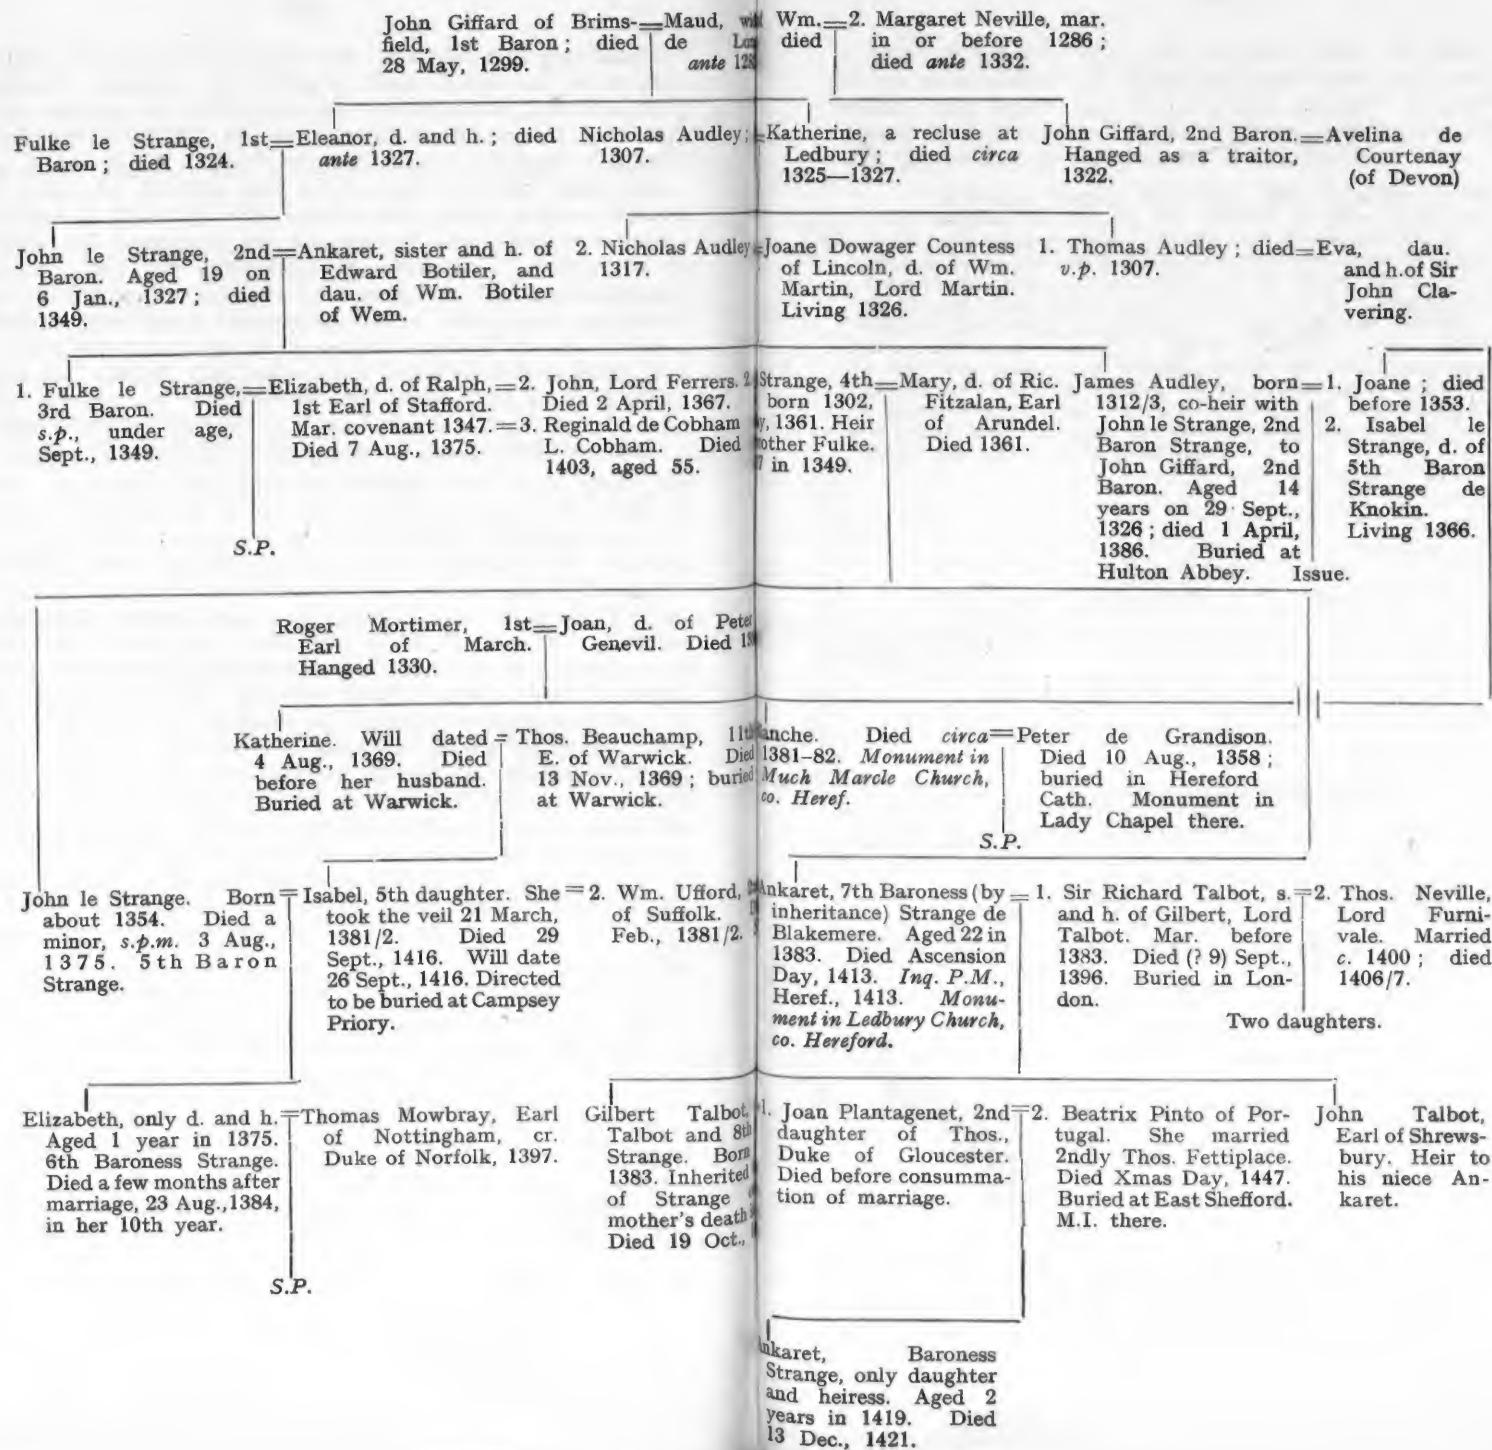 John Giffard of Brims-
field, 1st Baron ; died
28 May, 1299.
Maud,
de
ante
Wm.
died
2. Margaret Neville, mar.
in or before 1286 ;
died ante 1332.
Fulke le Strange, 1st
Baron ; died 1324.
Eleanor, d. and h. ; died
ante 1327.
Nicholas Audley ;
1307.
Katherine, a recluse at
Ledbury ; died circa
1325—1327.
John Giffard, 2nd Baron.
Hanged as a traitor,
1322.
Avelina de
Courtenay
(of Devon)
John le Strange, 2nd
Baron. Aged 19 on
6 Jan., 1327 ; died
1349.
Ankaret, sister and h. of
Edward Botiler, and
dau. of Wm. Botiler
of Wem.
2. Nicholas Audley
1317.
Joane Dowager Countess
of Lincoln, d. of Wm.
Martin, Lord Martin.
Living 1326.
1. Thomas Audley ; died
v.p. 1307.
Eva, dau.
and h. of Sir
John Cla-
vering.
1. Fulke le Strange,
3rd Baron. Died
s.p., under age,
Sept., 1349.
Elizabeth, d. of Ralph,
1st Earl of Stafford.
Mar. covenant 1347.
Died 7 Aug., 1375.
2. John, Lord Ferrers.
Died 2 April, 1367.
3. Reginald de Cobham
L. Cobham. Died
1403, aged 55.
Strange, 4th
born 1302,
1361. Heir
Fulke.
in 1349.
Mary, d. of Ric.
Fitzalan, Earl
of Arundel.
Died 1361.
James Audley, born
1312/3, co-heir with
John le Strange, 2nd
Baron Strange, to
John Giffard, 2nd
Baron. Aged 14
years on 29 Sept.,
1326 ; died 1 April,
1386. Buried at
Hulton Abbey. Issue.
1. Joane ; died
before 1353.
2. Isabel le
Strange, d. of
5th Baron
Strange de
Knokin.
Living 1366.
S.P.
Roger Mortimer, 1st
Earl of March.
Hanged 1330.
Joan, d. of Peter
Genevil. Died
Katherine. Will dated
4 Aug., 1369. Died
before her husband.
Buried at Warwick.
Thos. Beauchamp, 11th
E. of Warwick. Died
13 Nov., 1369 ; buried
at Warwick.
anche. Died circa
1381-82. Monument in
Much Marcle Church,
co. Heref.
Peter de Grandison.
Died 10 Aug., 1358 ;
buried in Hereford
Cath. Monument in
Lady Chapel there.
S.P.
John le Strange. Born
about 1354. Died a
minor, s.p.m. 3 Aug.,
1375. 5th Baron
Strange.
Isabel, 5th daughter. She
took the veil 21 March,
1381/2. Died 29
Sept., 1416. Will date
26 Sept., 1416. Directed
to be buried at Campsey
Priory.
2. Wm. Ufford,
of Suffolk.
Feb., 1381/2.
Ankaret, 7th Baroness (by
inheritance) Strange de
Blakemere. Aged 22 in
1383. Died Ascension
Day, 1413. Inq. P.M.,
Heref., 1413. Monu-
ment in Ledbury Church,
co. Hereford.
1. Sir Richard Talbot, s.
and h. of Gilbert, Lord
Talbot. Mar. before
1383. Died (? 9) Sept.,
1396. Buried in Lon-
don.
2. Thos. Neville,
Lord Furni-
vale. Married
c. 1400 ; died
1406/7.
Two daughters.
Elizabeth, only d. and h.
Aged 1 year in 1375.
6th Baroness Strange.
Died a few months after
marriage, 23 Aug., 1384,
in her 10th year.
Thomas Mowbray, Earl
of Nottingham, cr.
Duke of Norfolk, 1397.
Gilbert Talbot,
Talbot and 8th
Strange. Born
1383. Inherited
of Strange
mother's death
Died 19 Oct.,
1. Joan Plantagenet, 2nd
daughter of Thos.,
Duke of Gloucester.
Died before consumma-
tion of marriage.
2. Beatrix Pinto of Por-
tugal. She married
2ndly Thos. Fettiplace.
Died Xmas Day, 1447.
Buried at East Shefford.
M.I. there.
John Talbot,
Earl of Shrews-
bury. Heir to
his niece An-
karet.
S.P.
Ankaret, Baroness
Strange, only daughter
and heiress. Aged 2
years in 1419. Died
13 Dec., 1421.